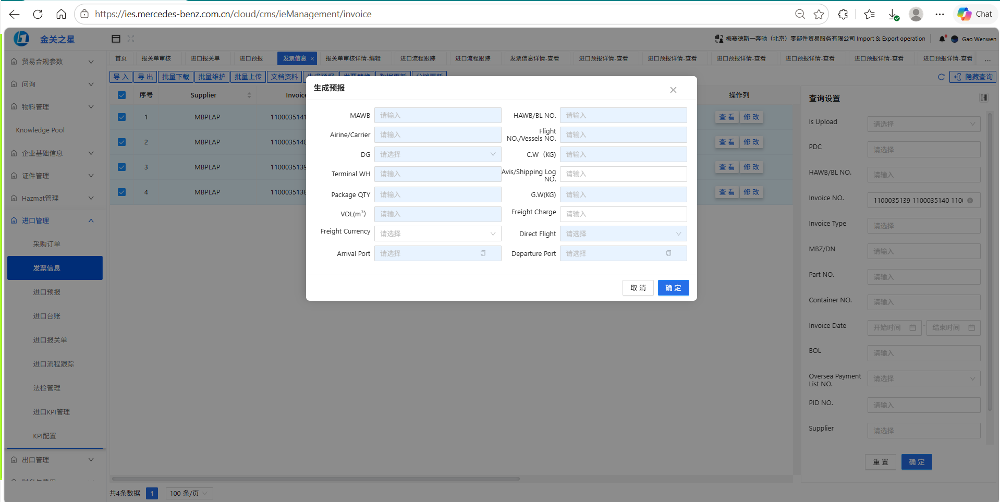 https://ies.mercedes-benz.com.cn/cloud/cms/ieManagement/invoice
Chat
金关之星
梅赛德斯一奔驰（北京）零部件贸易服务有限公司 Import & Export operation
Gao Wenwen
首页
报关单审核
进口报关单
进口预报
发票信息
报关单审核详情-编辑
进口流程跟踪
进口流程跟踪
发票信息详情-查看
进口预报详情-查看
进口预报详情-查看
进口预报详情-查看
进口预报详情-查看
进口预报详情-查看
进口预报详情-查看
...
贸易合规参数
问询
物料管理
Knowledge Pool
企业基础信息
证件管理
Hazmat管理
进口管理
采购订单
发票信息
进口预报
进口台账
进口报关单
进口流程跟踪
法检管理
进口KPI管理
KPI配置
出口管理
导 入
导 出
批量下载
批量维护
批量上传
文档资料
隐藏查询
序号
Supplier
Invoice
操作列
1
MBPLAP
1100035141
查 看
修 改
2
MBPLAP
1100035140
查 看
修 改
3
MBPLAP
1100035139
查 看
修 改
4
MBPLAP
1100035138
查 看
修 改
生成预报
MAWB
请输入
HAWB/BL NO.
请输入
Airine/Carrier
请输入
Flight
NO./Vessels NO.
请输入
DG
请选择
C.W（KG)
请输入
Terminal WH
请输入
Avis/Shipping Log
NO.
请输入
Package QTY
请输入
G.W(KG)
请输入
VOL(m³）
请输入
Freight Charge
请输入
Freight Currency
请选择
Direct Flight
请选择
Arrival Port
请选择
Departure Port
请选择
取 消
确 定
查询设置
Is Upload
请选择
PDC
请选择
HAWB/BL NO.
请输入
Invoice NO.
1100035139 1100035140 110
Invoice Type
请选择
MBZ/DN
请输入
Part NO.
请输入
Container NO.
请输入
Invoice Date
开始时间
-
结束时间
BOL
请输入
Oversea Payment
List NO.
请选择
PID NO.
请输入
Supplier
请选择
重 置
确 定
共4条数据
1
100 条/页